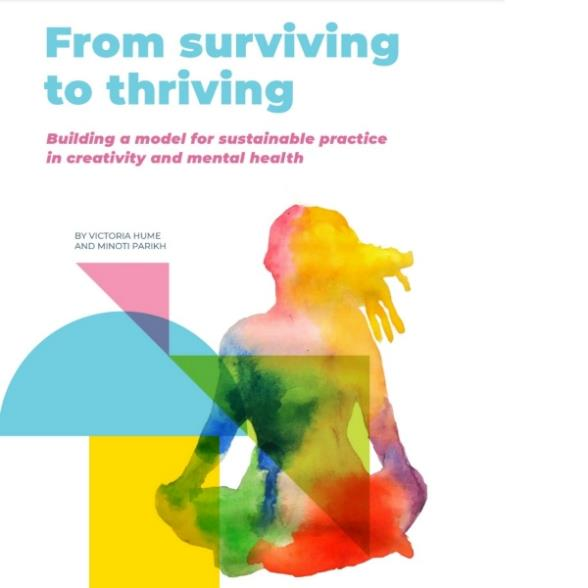 From surviving
to thriving
Building a model for sustainable practice
in creativity and mental health
BY VICTORIA HUME
AND MINOTI PARIKH